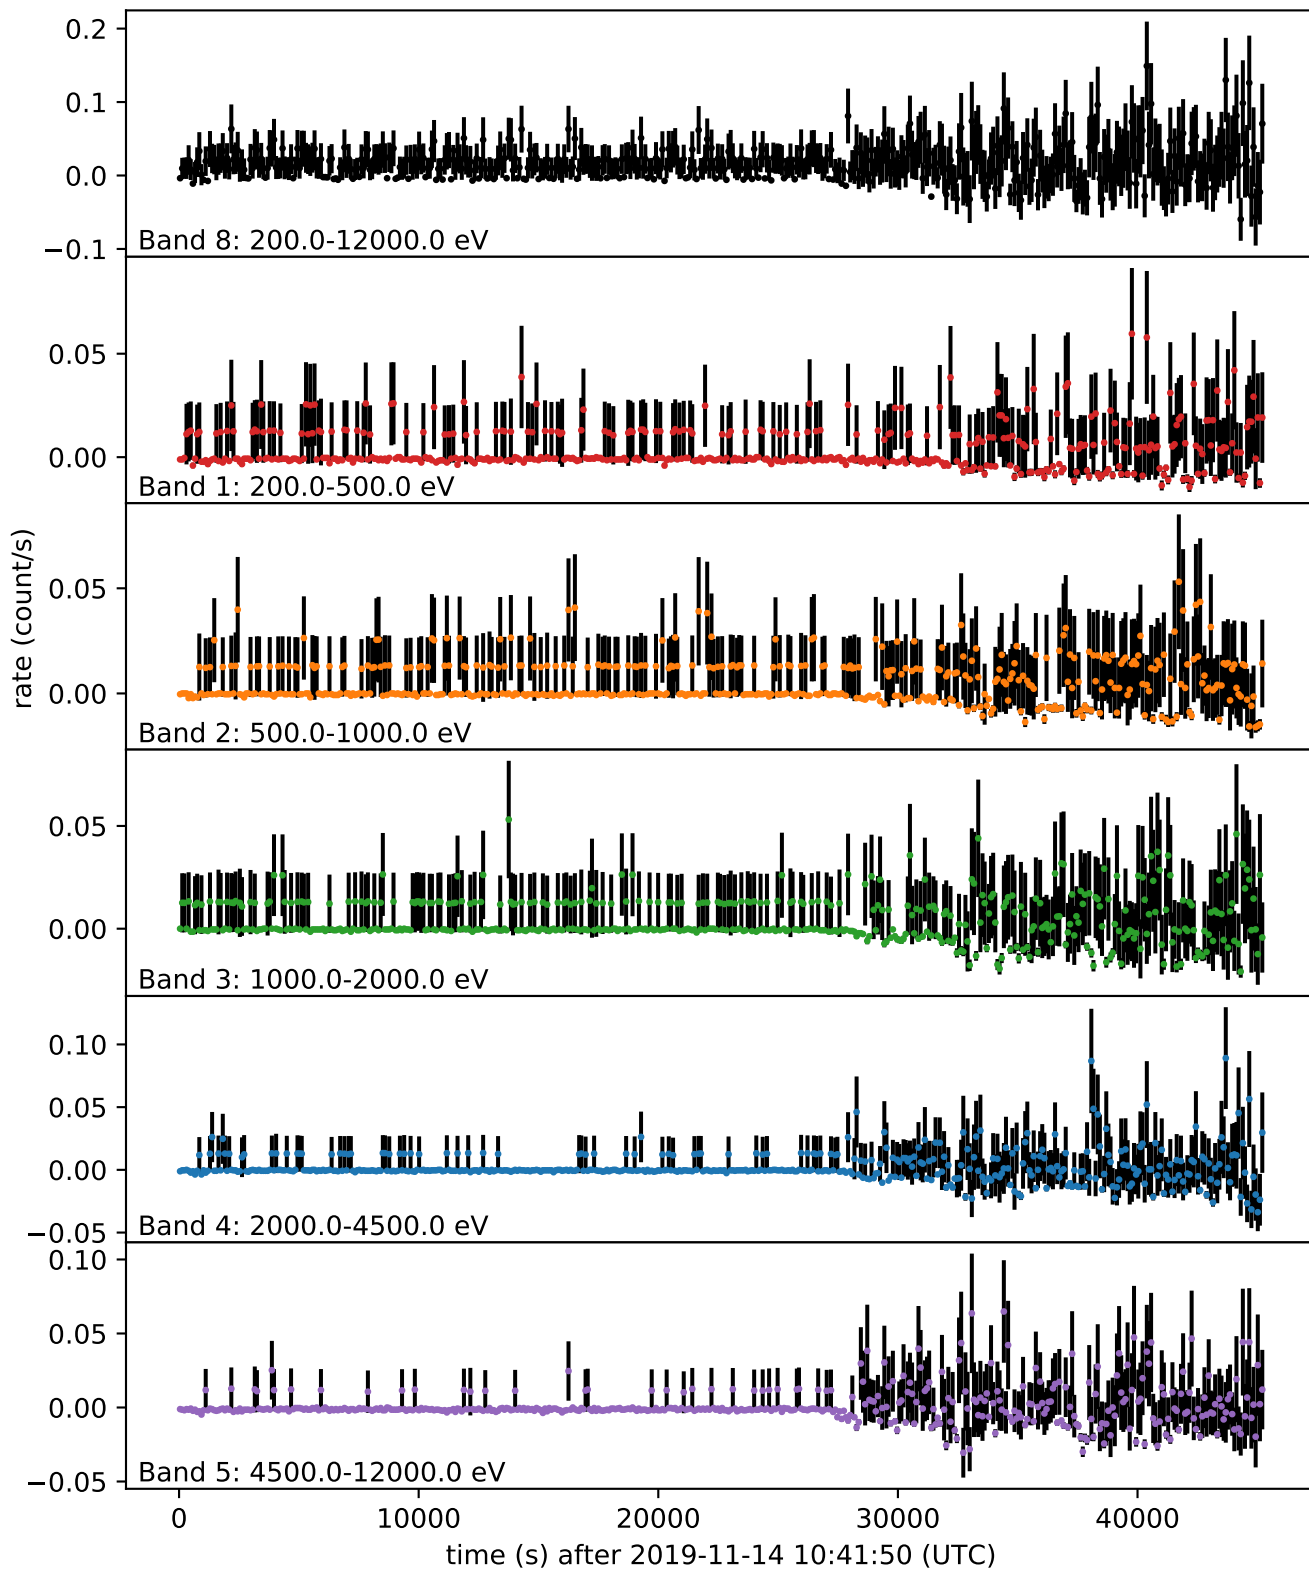 0.2
0.1
0.0
−0.1
Band 8: 200.0-12000.0 eV
0.05
0.00
Band 1: 200.0-500.0 eV
0.05
0.00
Band 2: 500.0-1000.0 eV
rate (count/s)
0.05
0.00
Band 3: 1000.0-2000.0 eV
0.10
0.05
0.00
−0.05
Band 4: 2000.0-4500.0 eV
0.10
0.05
0.00
−0.05
Band 5: 4500.0-12000.0 eV
0 10000 20000 30000 40000
time (s) after 2019-11-14 10:41:50 (UTC)